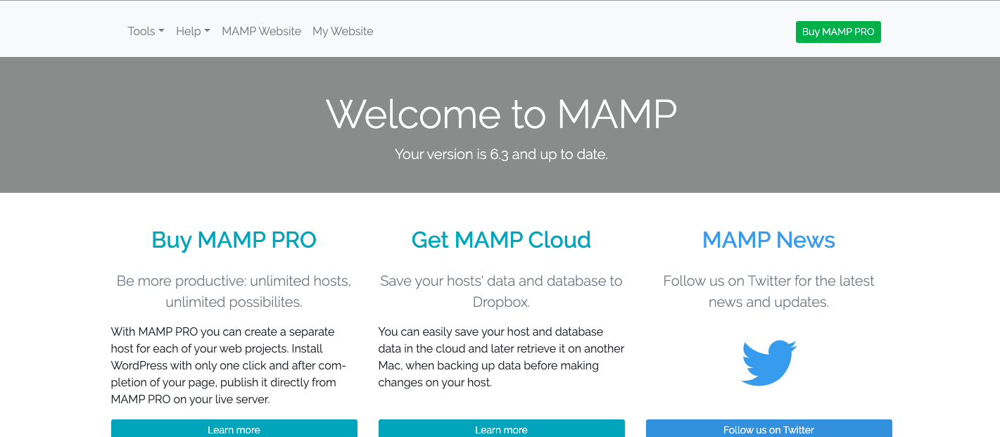 Tools Help MAMP Website My Website Buy MAMP PRO
Welcome to MAMP
Your version is 6.3 and up to date.
Buy MAMP PRO
Be more productive: unlimited hosts,
unlimited possibilites.
With MAMP PRO you can create a separate
host for each of your web projects. Install
WordPress with only one click and after com-
pletion of your page, publish it directly from
MAMP PRO on your live server.
Learn more
Get MAMP Cloud
Save your hosts' data and database to
Dropbox.
You can easily save your host and database
data in the cloud and later retrieve it on another
Mac, when backing up data before making
changes on your host.
Learn more
MAMP News
Follow us on Twitter for the latest
news and updates.
Follow us on Twitter